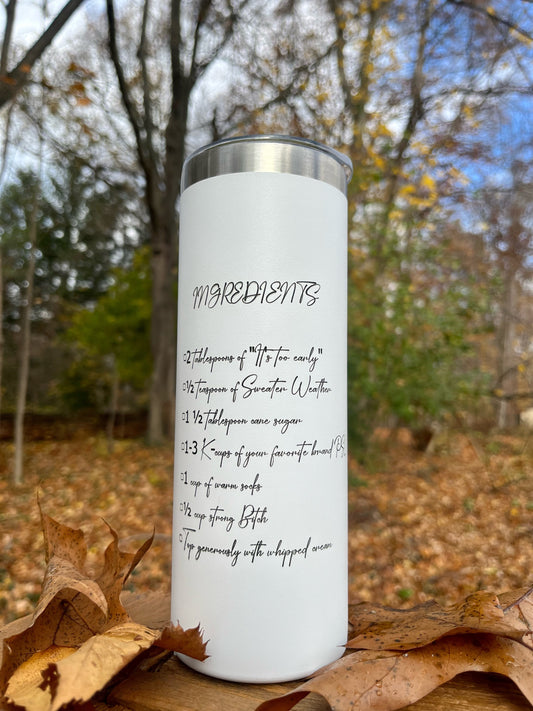 INGREDIENTS
2 tablespoons of "It's too early"
½ teaspoon of Sweater Weather
1 ½ tablespoon cane sugar
1-3 K-cups of your favorite brand PS
1 cup of warm socks
½ cup strong Bitch
Top generously with whipped cream